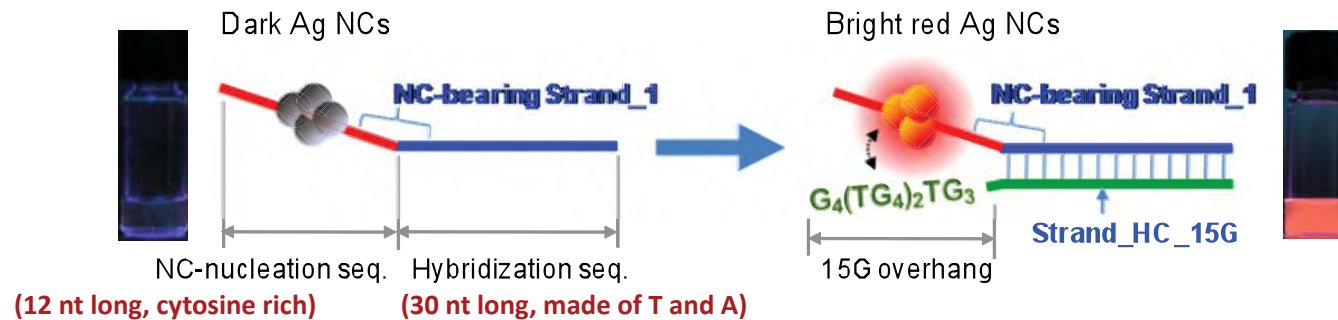 Dark Ag NCs
Bright red Ag NCs
NC-bearing Strand_1
NC-bearing Strand_1
G₄(TG₄)₂TG₃
Strand_HC_15G
NC-nucleation seq.
Hybridization seq.
15G overhang
(12 nt long, cytosine rich)
(30 nt long, made of T and A)